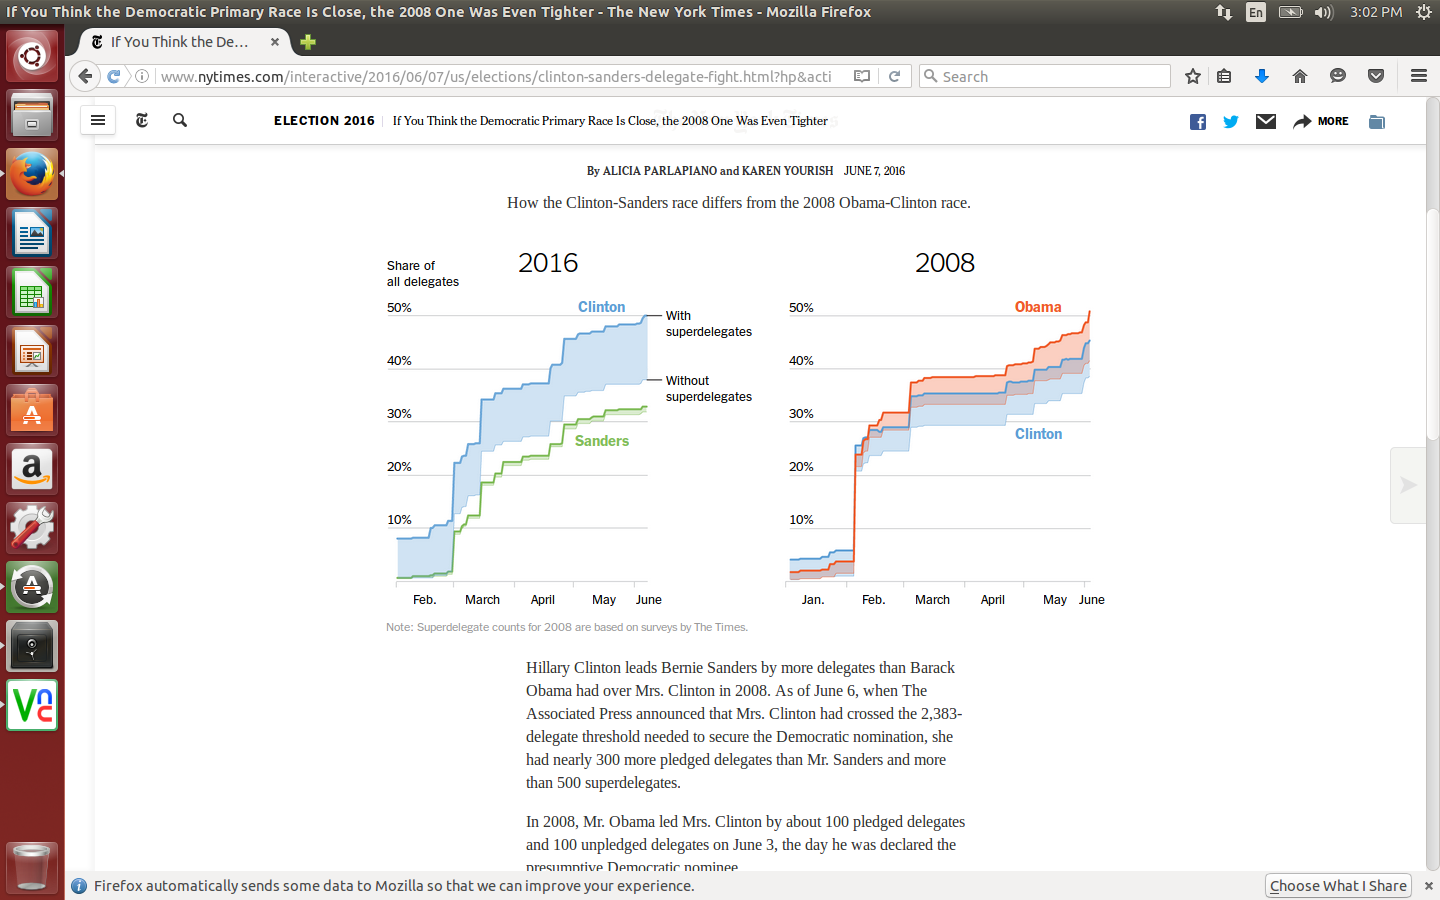 If You Think the Democratic Primary Race Is Close, the 2008 One Was Even Tighter - The New York Times - Mozilla Firefox
En
3:02 PM
If You Think the De...
www.nytimes.com/interactive/2016/06/07/us/elections/clinton-sanders-delegate-fight.html?hp&acti
Search
ELECTION 2016
If You Think the Democratic Primary Race Is Close, the 2008 One Was Even Tighter
MORE
By ALICIA PARLAPIANO and KAREN YOURISH JUNE 7, 2016
How the Clinton-Sanders race differs from the 2008 Obama-Clinton race.
Share of
all delegates
2016
50%
40%
30%
20%
10%
Clinton
With
superdelegates
Without
superdelegates
Sanders
Feb. March April May June
2008
50%
40%
30%
20%
10%
Obama
Clinton
Jan. Feb. March April May June
Note: Superdelegate counts for 2008 are based on surveys by The Times.
Hillary Clinton leads Bernie Sanders by more delegates than Barack
Obama had over Mrs. Clinton in 2008. As of June 6, when The
Associated Press announced that Mrs. Clinton had crossed the 2,383-
delegate threshold needed to secure the Democratic nomination, she
had nearly 300 more pledged delegates than Mr. Sanders and more
than 500 superdelegates.
In 2008, Mr. Obama led Mrs. Clinton by about 100 pledged delegates
and 100 unpledged delegates on June 3, the day he was declared the
presumptive Democratic nominee.
Firefox automatically sends some data to Mozilla so that we can improve your experience.
Choose What I Share